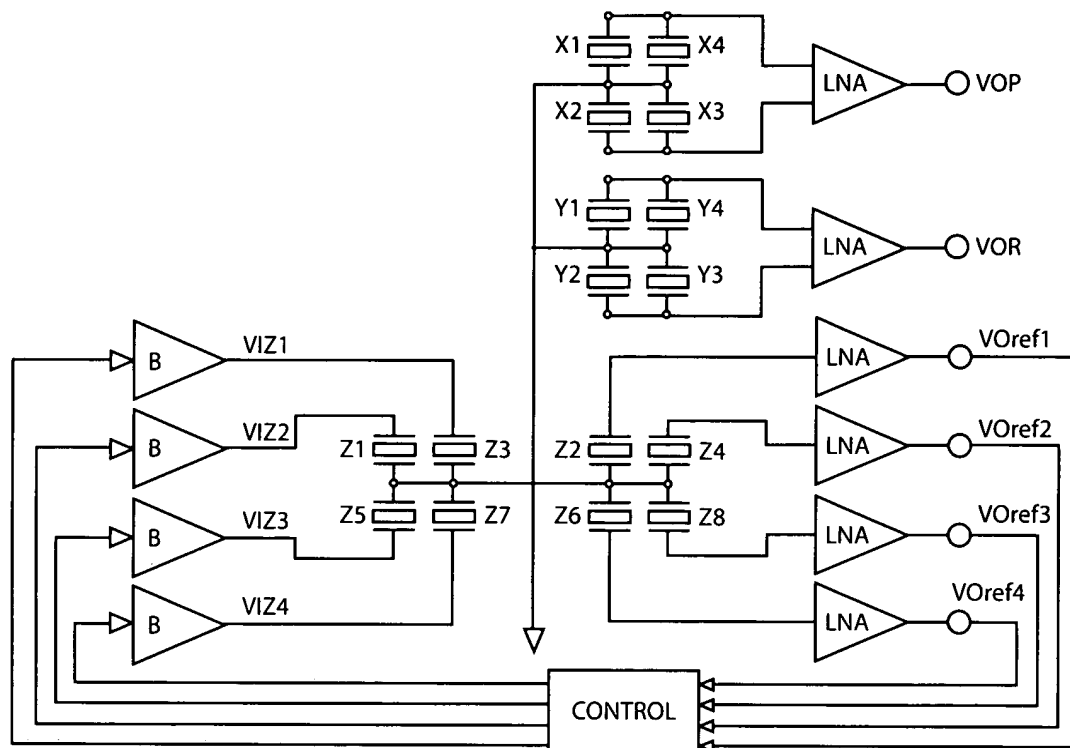 X1 X4
LNA VOP
X2 X3
Y1 Y4
LNA VOR
Y2 Y3
B VIZ1
LNA VOref1
B VIZ2
Z1 Z3 Z2 Z4
LNA VOref2
B VIZ3
Z5 Z7 Z6 Z8
LNA VOref3
B VIZ4
LNA VOref4
CONTROL